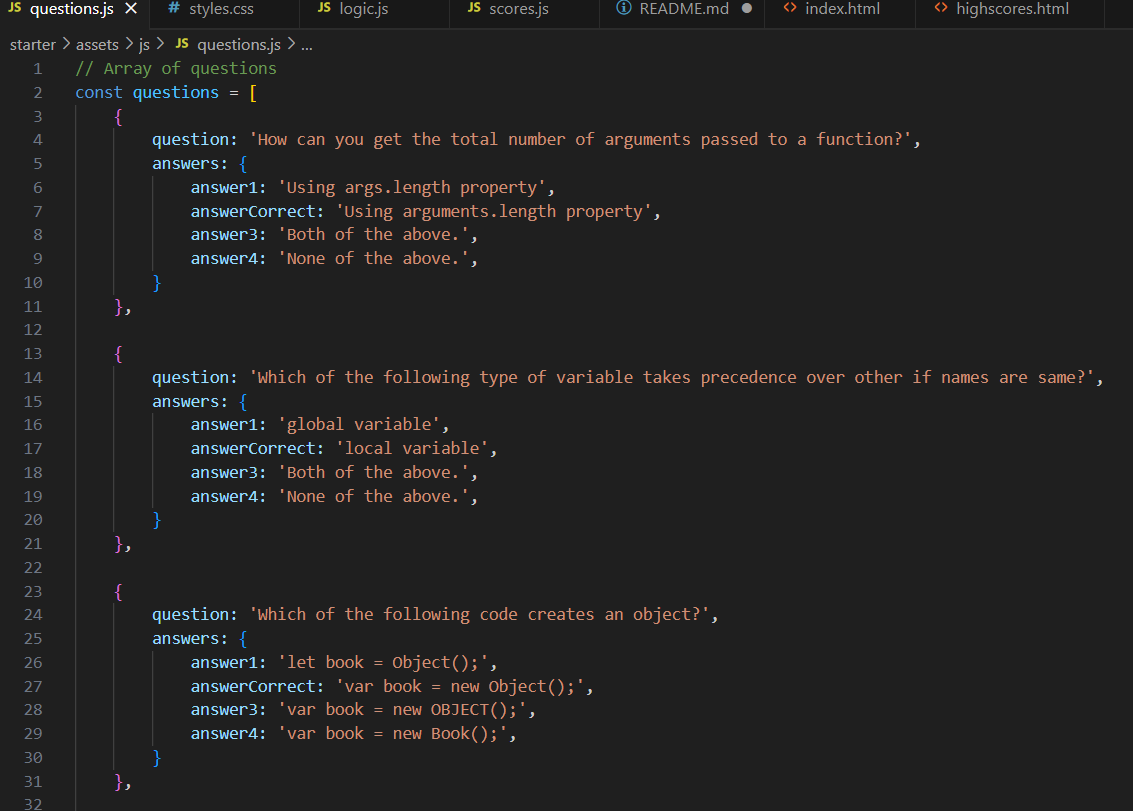 JS questions.js × # styles.css JS logic.js JS scores.js ⓘ README.md ● <> index.html <> highscores.html
starter > assets > js > JS questions.js > ...
1 // Array of questions
2 const questions = [
3 {
4 question: 'How can you get the total number of arguments passed to a function?',
5 answers: {
6 answer1: 'Using args.length property',
7 answerCorrect: 'Using arguments.length property',
8 answer3: 'Both of the above.',
9 answer4: 'None of the above.',
10 }
11 },
12
13 {
14 question: 'Which of the following type of variable takes precedence over other if names are same?',
15 answers: {
16 answer1: 'global variable',
17 answerCorrect: 'local variable',
18 answer3: 'Both of the above.',
19 answer4: 'None of the above.',
20 }
21 },
22
23 {
24 question: 'Which of the following code creates an object?',
25 answers: {
26 answer1: 'let book = Object();',
27 answerCorrect: 'var book = new Object();',
28 answer3: 'var book = new OBJECT();',
29 answer4: 'var book = new Book();',
30 }
31 },
32